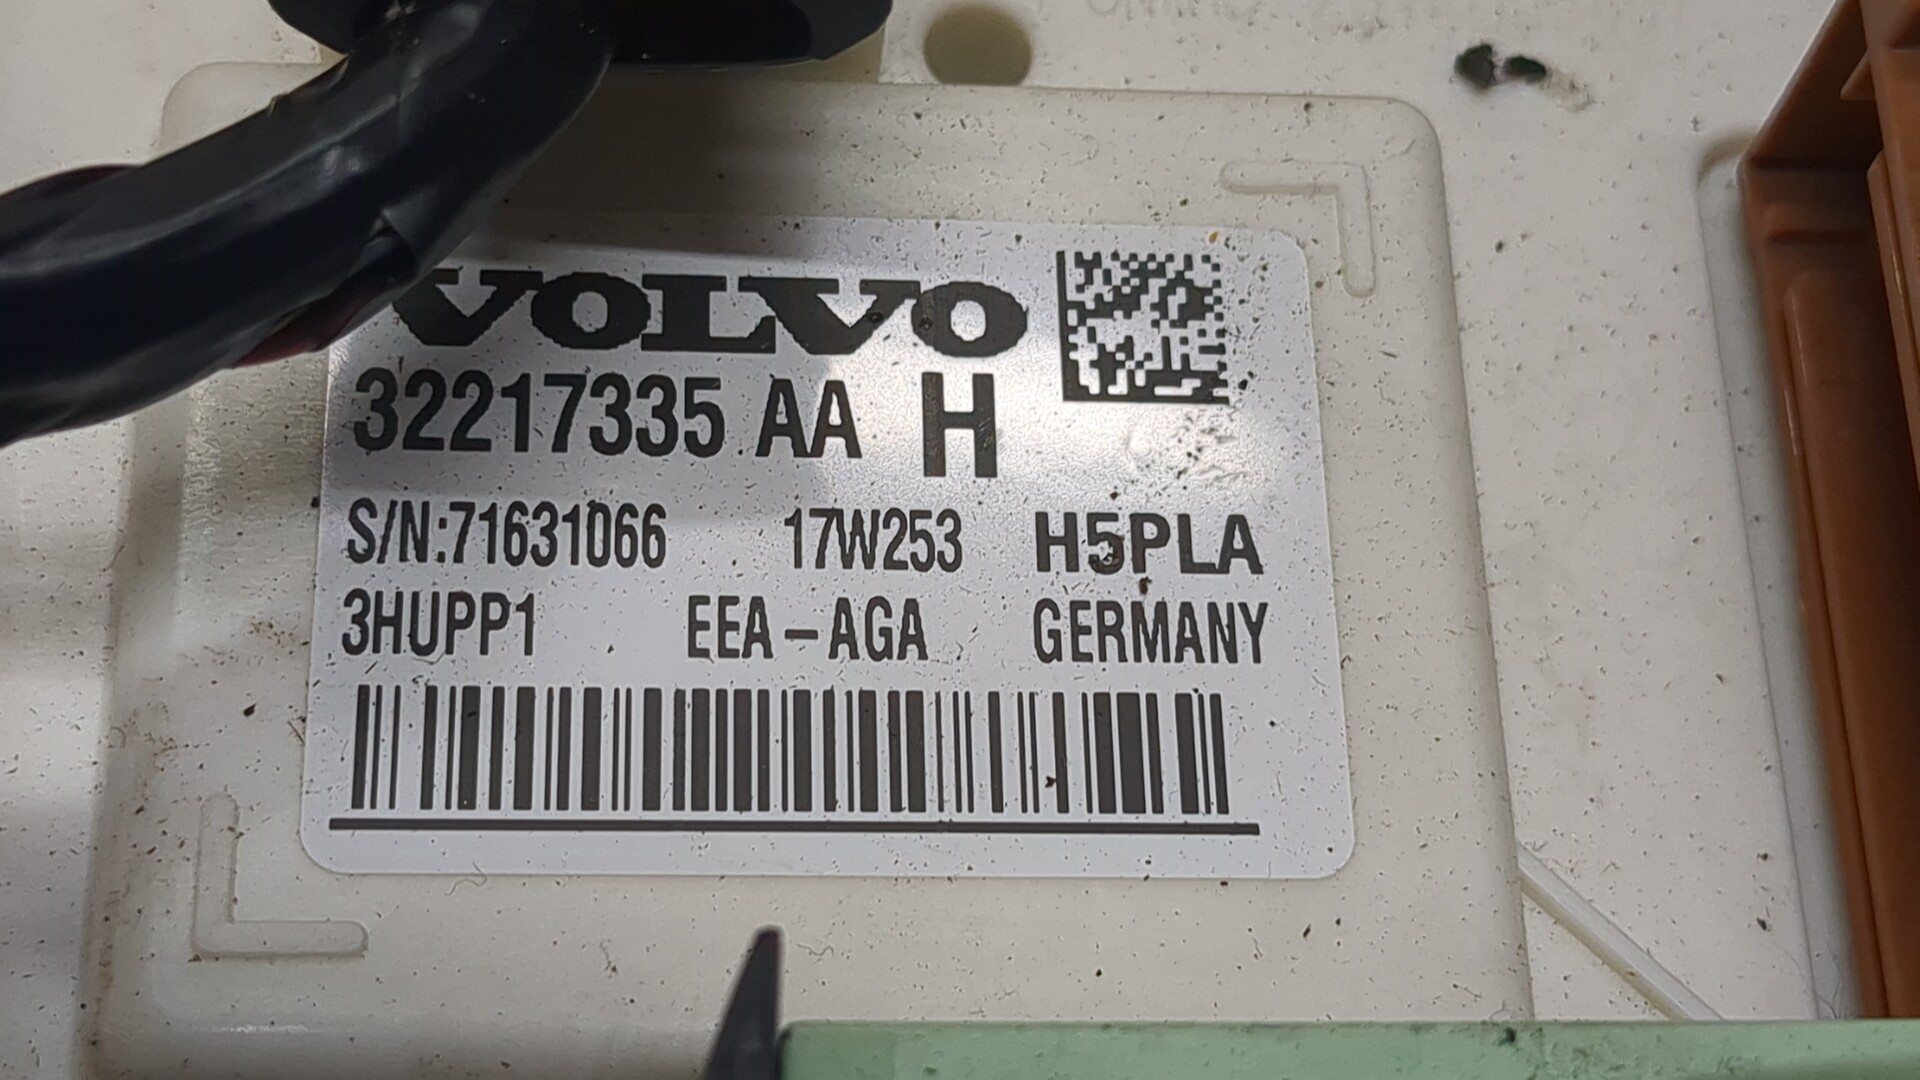 VOLVO
32217335 AA H
S/N:71631066 17W253 H5PLA
3HUPP1 EEA-AGA GERMANY